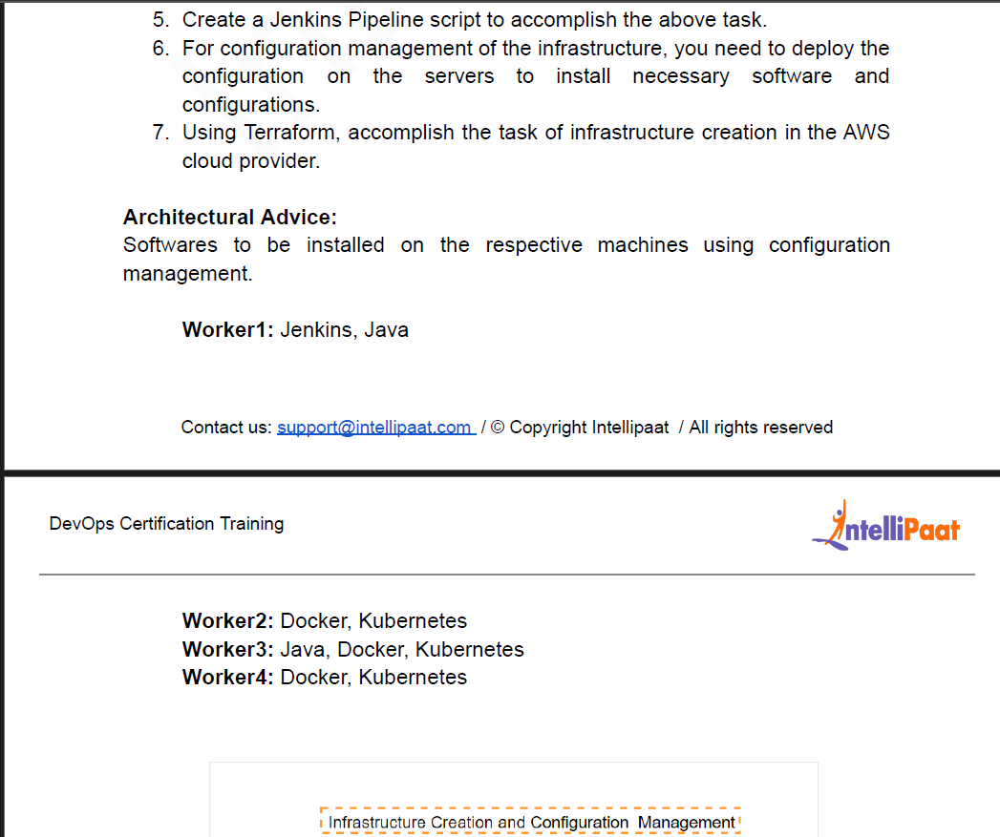 5. Create a Jenkins Pipeline script to accomplish the above task.
6. For configuration management of the infrastructure, you need to deploy the
configuration on the servers to install necessary software and
configurations.
7. Using Terraform, accomplish the task of infrastructure creation in the AWS
cloud provider.
Architectural Advice:
Softwares to be installed on the respective machines using configuration
management.
Worker1: Jenkins, Java
Contact us: support@intellipaat.com / © Copyright Intellipaat / All rights reserved
DevOps Certification Training
IntelliPaat
Worker2: Docker, Kubernetes
Worker3: Java, Docker, Kubernetes
Worker4: Docker, Kubernetes
Infrastructure Creation and Configuration Management